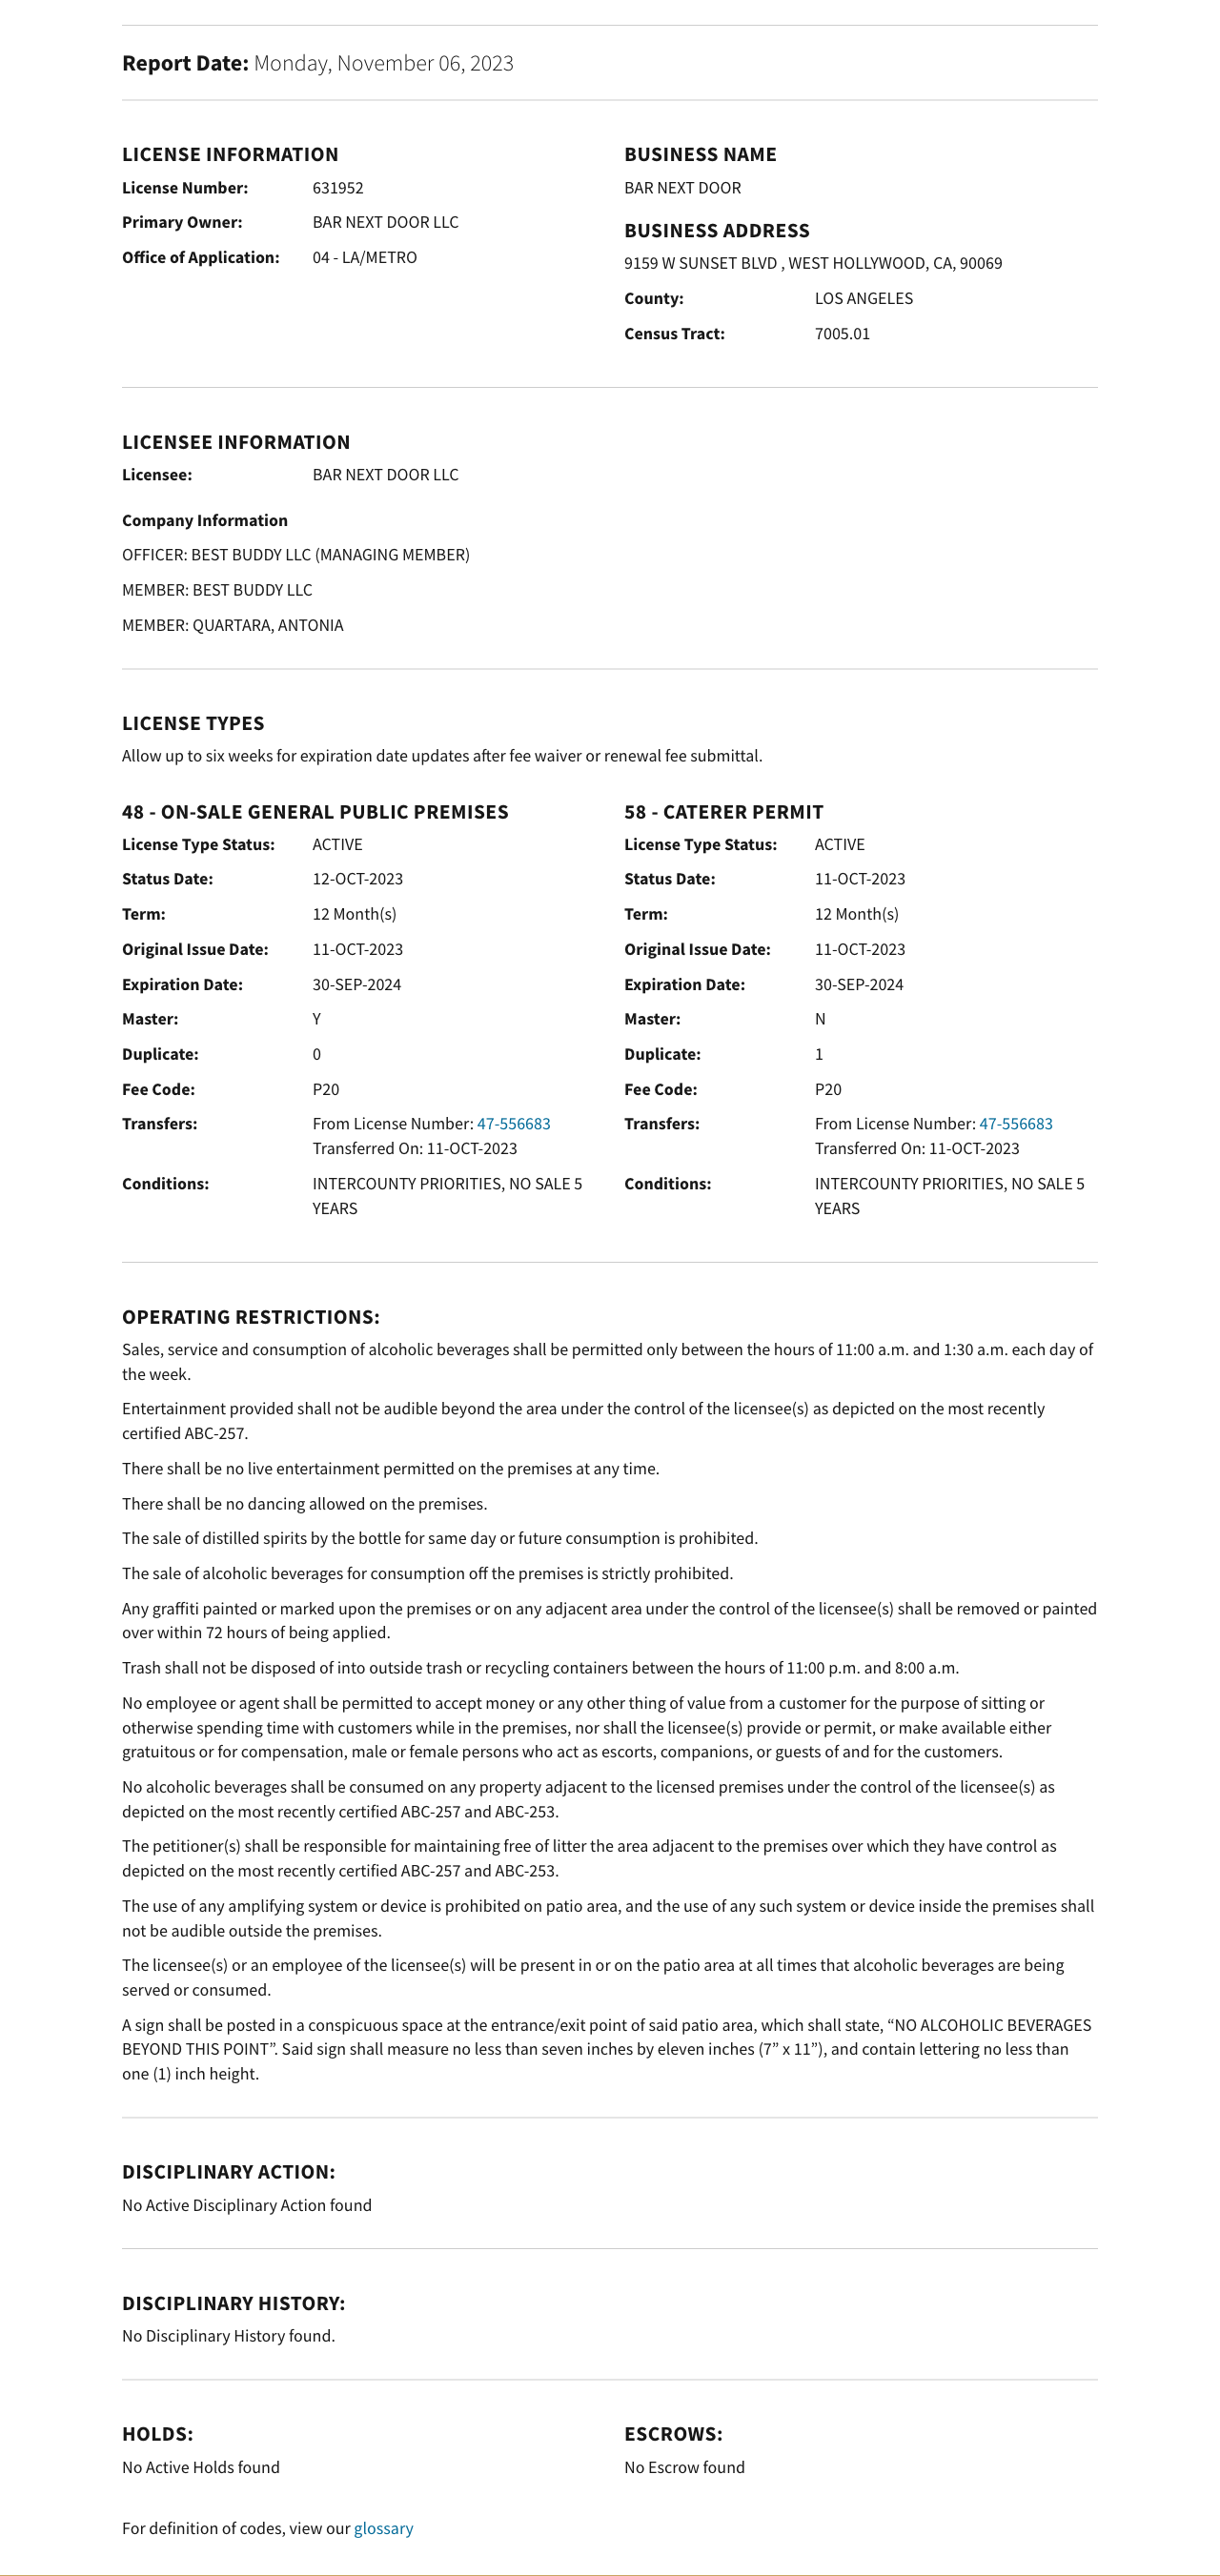 Report Date: Monday, November 06, 2023
LICENSE INFORMATION
License Number: 631952
Primary Owner: BAR NEXT DOOR LLC
Office of Application: 04 - LA/METRO
BUSINESS NAME
BAR NEXT DOOR
BUSINESS ADDRESS
9159 W SUNSET BLVD , WEST HOLLYWOOD, CA, 90069
County: LOS ANGELES
Census Tract: 7005.01
LICENSEE INFORMATION
Licensee: BAR NEXT DOOR LLC
Company Information
OFFICER: BEST BUDDY LLC (MANAGING MEMBER)
MEMBER: BEST BUDDY LLC
MEMBER: QUARTARA, ANTONIA
LICENSE TYPES
Allow up to six weeks for expiration date updates after fee waiver or renewal fee submittal.
48 - ON-SALE GENERAL PUBLIC PREMISES
License Type Status: ACTIVE
Status Date: 12-OCT-2023
Term: 12 Month(s)
Original Issue Date: 11-OCT-2023
Expiration Date: 30-SEP-2024
Master: Y
Duplicate: 0
Fee Code: P20
Transfers: From License Number: 47-556683
Transferred On: 11-OCT-2023
Conditions: INTERCOUNTY PRIORITIES, NO SALE 5
YEARS
58 - CATERER PERMIT
License Type Status: ACTIVE
Status Date: 11-OCT-2023
Term: 12 Month(s)
Original Issue Date: 11-OCT-2023
Expiration Date: 30-SEP-2024
Master: N
Duplicate: 1
Fee Code: P20
Transfers: From License Number: 47-556683
Transferred On: 11-OCT-2023
Conditions: INTERCOUNTY PRIORITIES, NO SALE 5
YEARS
OPERATING RESTRICTIONS:
Sales, service and consumption of alcoholic beverages shall be permitted only between the hours of 11:00 a.m. and 1:30 a.m. each day of
the week.
Entertainment provided shall not be audible beyond the area under the control of the licensee(s) as depicted on the most recently
certified ABC-257.
There shall be no live entertainment permitted on the premises at any time.
There shall be no dancing allowed on the premises.
The sale of distilled spirits by the bottle for same day or future consumption is prohibited.
The sale of alcoholic beverages for consumption off the premises is strictly prohibited.
Any graffiti painted or marked upon the premises or on any adjacent area under the control of the licensee(s) shall be removed or painted
over within 72 hours of being applied.
Trash shall not be disposed of into outside trash or recycling containers between the hours of 11:00 p.m. and 8:00 a.m.
No employee or agent shall be permitted to accept money or any other thing of value from a customer for the purpose of sitting or
otherwise spending time with customers while in the premises, nor shall the licensee(s) provide or permit, or make available either
gratuitous or for compensation, male or female persons who act as escorts, companions, or guests of and for the customers.
No alcoholic beverages shall be consumed on any property adjacent to the licensed premises under the control of the licensee(s) as
depicted on the most recently certified ABC-257 and ABC-253.
The petitioner(s) shall be responsible for maintaining free of litter the area adjacent to the premises over which they have control as
depicted on the most recently certified ABC-257 and ABC-253.
The use of any amplifying system or device is prohibited on patio area, and the use of any such system or device inside the premises shall
not be audible outside the premises.
The licensee(s) or an employee of the licensee(s) will be present in or on the patio area at all times that alcoholic beverages are being
served or consumed.
A sign shall be posted in a conspicuous space at the entrance/exit point of said patio area, which shall state, “NO ALCOHOLIC BEVERAGES
BEYOND THIS POINT”. Said sign shall measure no less than seven inches by eleven inches (7” x 11”), and contain lettering no less than
one (1) inch height.
DISCIPLINARY ACTION:
No Active Disciplinary Action found
DISCIPLINARY HISTORY:
No Disciplinary History found.
HOLDS:
No Active Holds found
ESCROWS:
No Escrow found
For definition of codes, view our glossary